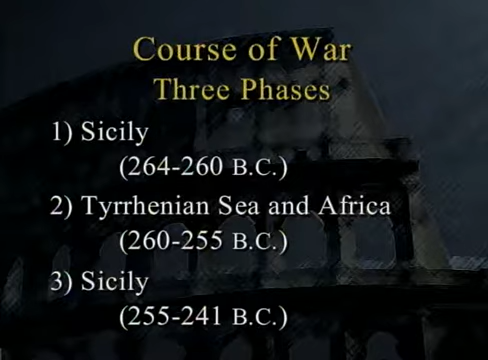 Course of War
Three Phases
1) Sicily
(264-260 B.C.)
2) Tyrrhenian Sea and Africa
(260-255 B.C.)
3) Sicily
(255-241 B.C.)